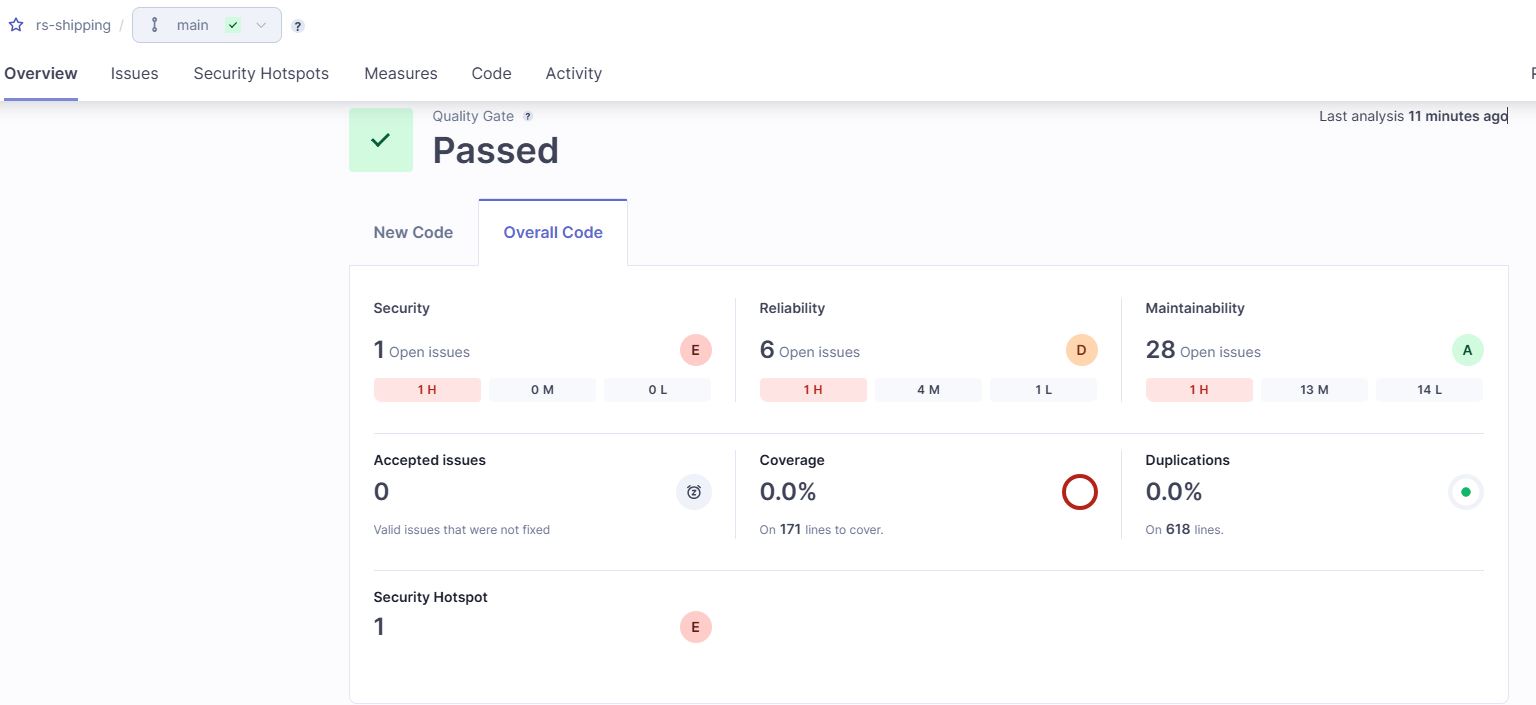 rs-shipping / main ?
Overview Issues Security Hotspots Measures Code Activity
Quality Gate ? Last analysis 11 minutes ago
Passed
New Code Overall Code
Security Reliability Maintainability
1 Open issues E 6 Open issues D 28 Open issues A
1 H 0 M 0 L 1 H 4 M 1 L 1 H 13 M 14 L
Accepted issues Coverage Duplications
0 0.0% 0.0%
Valid issues that were not fixed On 171 lines to cover. On 618 lines.
Security Hotspot
1 E